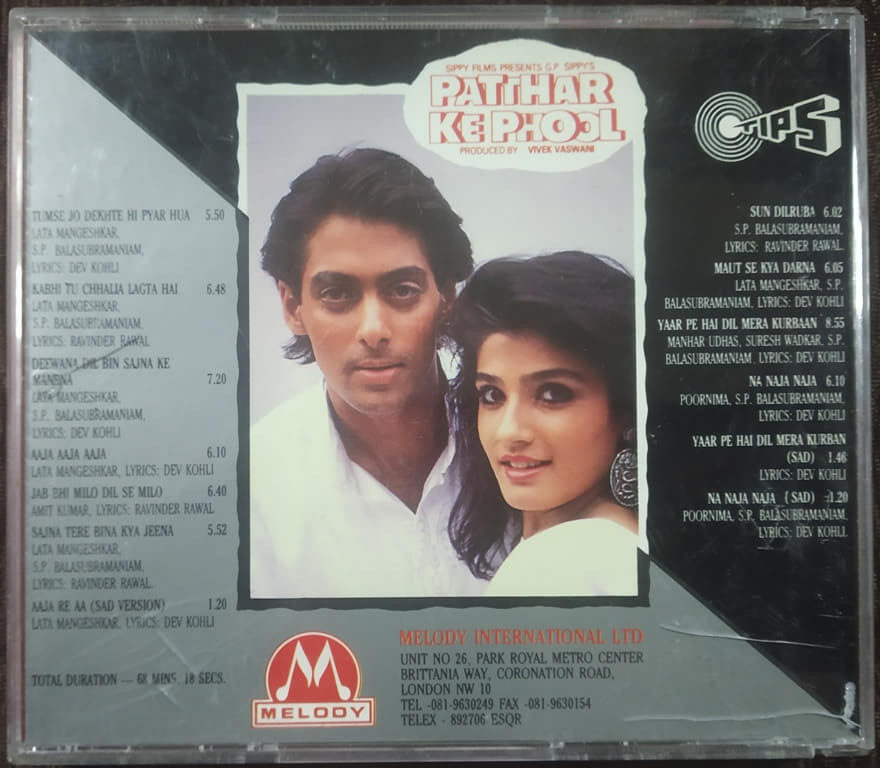 SIPPY FILMS PRESENTS G.P. SIPPY'S
PATTHAR
KE PHOOL
PRODUCED BY VIVEK VASWANI
TIPS
TUMSE JO DEKHTE HI PYAR HUA 5.50
LATA MANGESHKAR,
S.P. BALASUBRAMANIAM,
LYRICS: DEV KOHLI
KABHI TU CHHALIA LAGTA HAI 6.48
LATA MANGESHKAR,
S.P. BALASUBRAMANIAM,
LYRICS: RAVINDER RAWAL
DEEWANA DIL BIN SAJNA KE
MANENA 7.20
LATA MANGESHKAR,
S.P. BALASUBRAMANIAM,
LYRICS: DEV KOHLI
AAJA AAJA AAJA 6.10
LATA MANGESHKAR, LYRICS: DEV KOHLI
JAB BHI MILO DIL SE MILO 6.40
AMIT KUMAR, LYRICS: RAVINDER RAWAL
SAJNA TERE BINA KYA JEENA 5.52
LATA MANGESHKAR,
S.P. BALASUBRAMANIAM,
LYRICS: RAVINDER RAWAL.
AAJA RE AA (SAD VERSION) 1.20
LATA MANGESHKAR, LYRICS: DEV KOHLI
TOTAL DURATION — 68 MINS. 18 SECS.
SUN DILRUBA 6.02
S.P. BALASUBRAMANIAM,
LYRICS: RAVINDER RAWAL.
MAUT SE KYA DARNA 6.05
LATA MANGESHKAR, S.P.
BALASUBRAMANIAM, LYRICS: DEV KOHLI
YAAR PE HAI DIL MERA KURBAAN 8.55
MANHAR UDHAS, SURESH WADKAR, S.P.
BALASUBRAMANIAM, LYRICS: DEV KOHLI
NA NAJA NAJA 6.10
POORNIMA, S.P. BALASUBRAMANIAM,
LYRICS: DEV KOHLI
YAAR PE HAI DIL MERA KURBAN
(SAD) 1.46
LYRICS: DEV KOHLI
NA NAJA NAJA (SAD) 1.20
POORNIMA, S.P. BALASUBRAMANIAM,
LYRICS: DEV KOHLI.
MELODY
MELODY INTERNATIONAL LTD
UNIT NO 26, PARK ROYAL METRO CENTER
BRITTANIA WAY, CORONATION ROAD,
LONDON NW 10
TEL -081-9630249 FAX -081-9630154
TELEX - 892706 ESQR